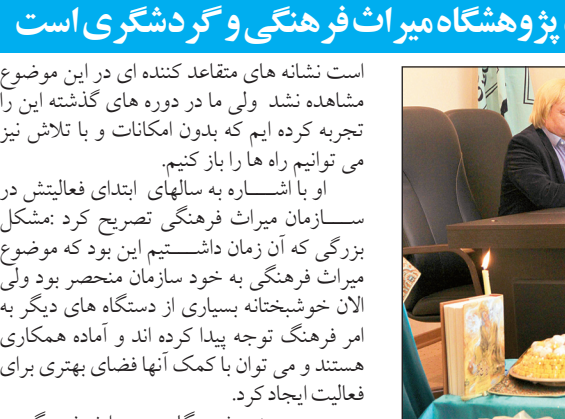 پژوهشگاه میراث فرهنگی و گردشگری است
است نشانه های متقاعد کننده ای در این موضوع
مشاهده نشد ولی ما در دوره های گذشته این را
تجربه کرده ایم که بدون امکانات و با تلاش نیز
می توانیم راه ها را باز کنیم.
او با اشاره به سالهای ابتدای فعالیتش در
سازمان میراث فرهنگی تصریح کرد :مشکل
بزرگی که آن زمان داشتیم این بود که موضوع
میراث فرهنگی به خود سازمان منحصر بود ولی
الان خوشبختانه بسیاری از دستگاه های دیگر به
امر فرهنگ توجه پیدا کرده اند و آماده همکاری
هستند و می توان با کمک آنها فضای بهتری برای
فعالیت ایجاد کرد.